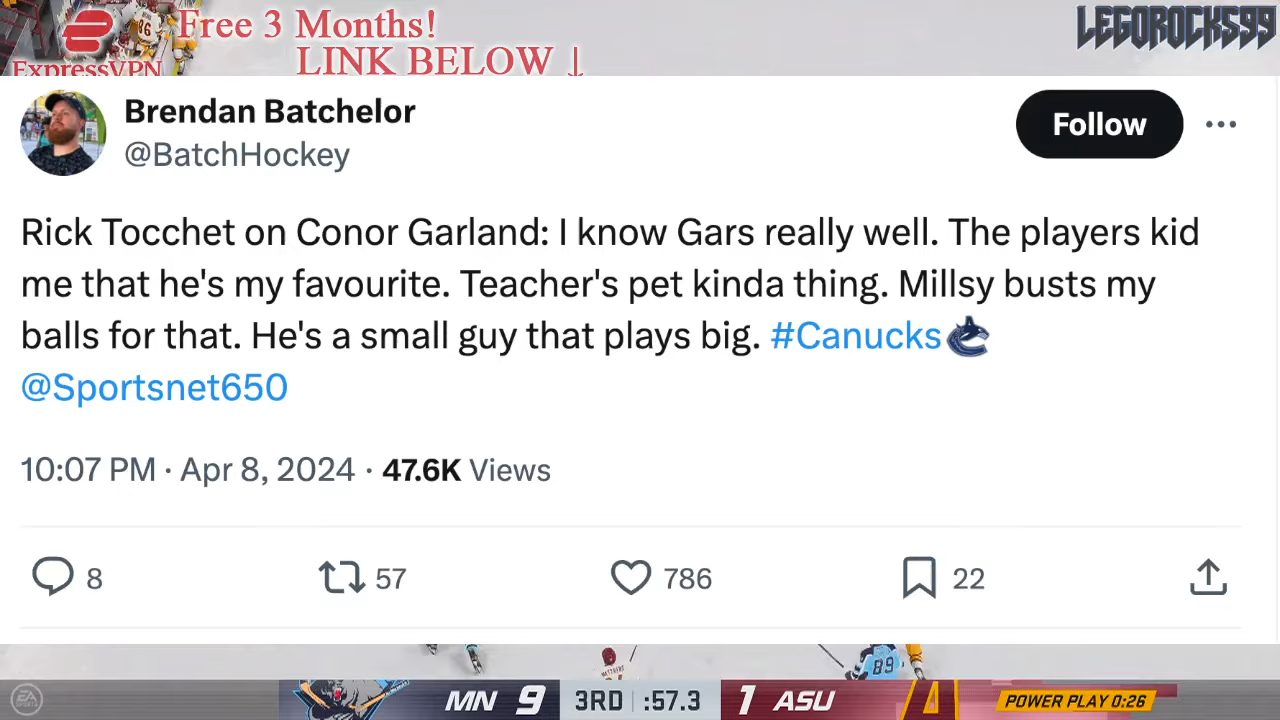 Free 3 Months!
LEGOROCKS99
ExpressVPN
LINK BELOW ↓
Brendan Batchelor
@BatchHockey
Follow
Rick Tocchet on Conor Garland: I know Gars really well. The players kid
me that he's my favourite. Teacher's pet kinda thing. Millsy busts my
balls for that. He's a small guy that plays big. #Canucks
@Sportsnet650
10:07 PM · Apr 8, 2024 · 47.6K Views
8 57 786 22
89
MN 9 3RD :57.3 1 ASU POWER PLAY 0:26